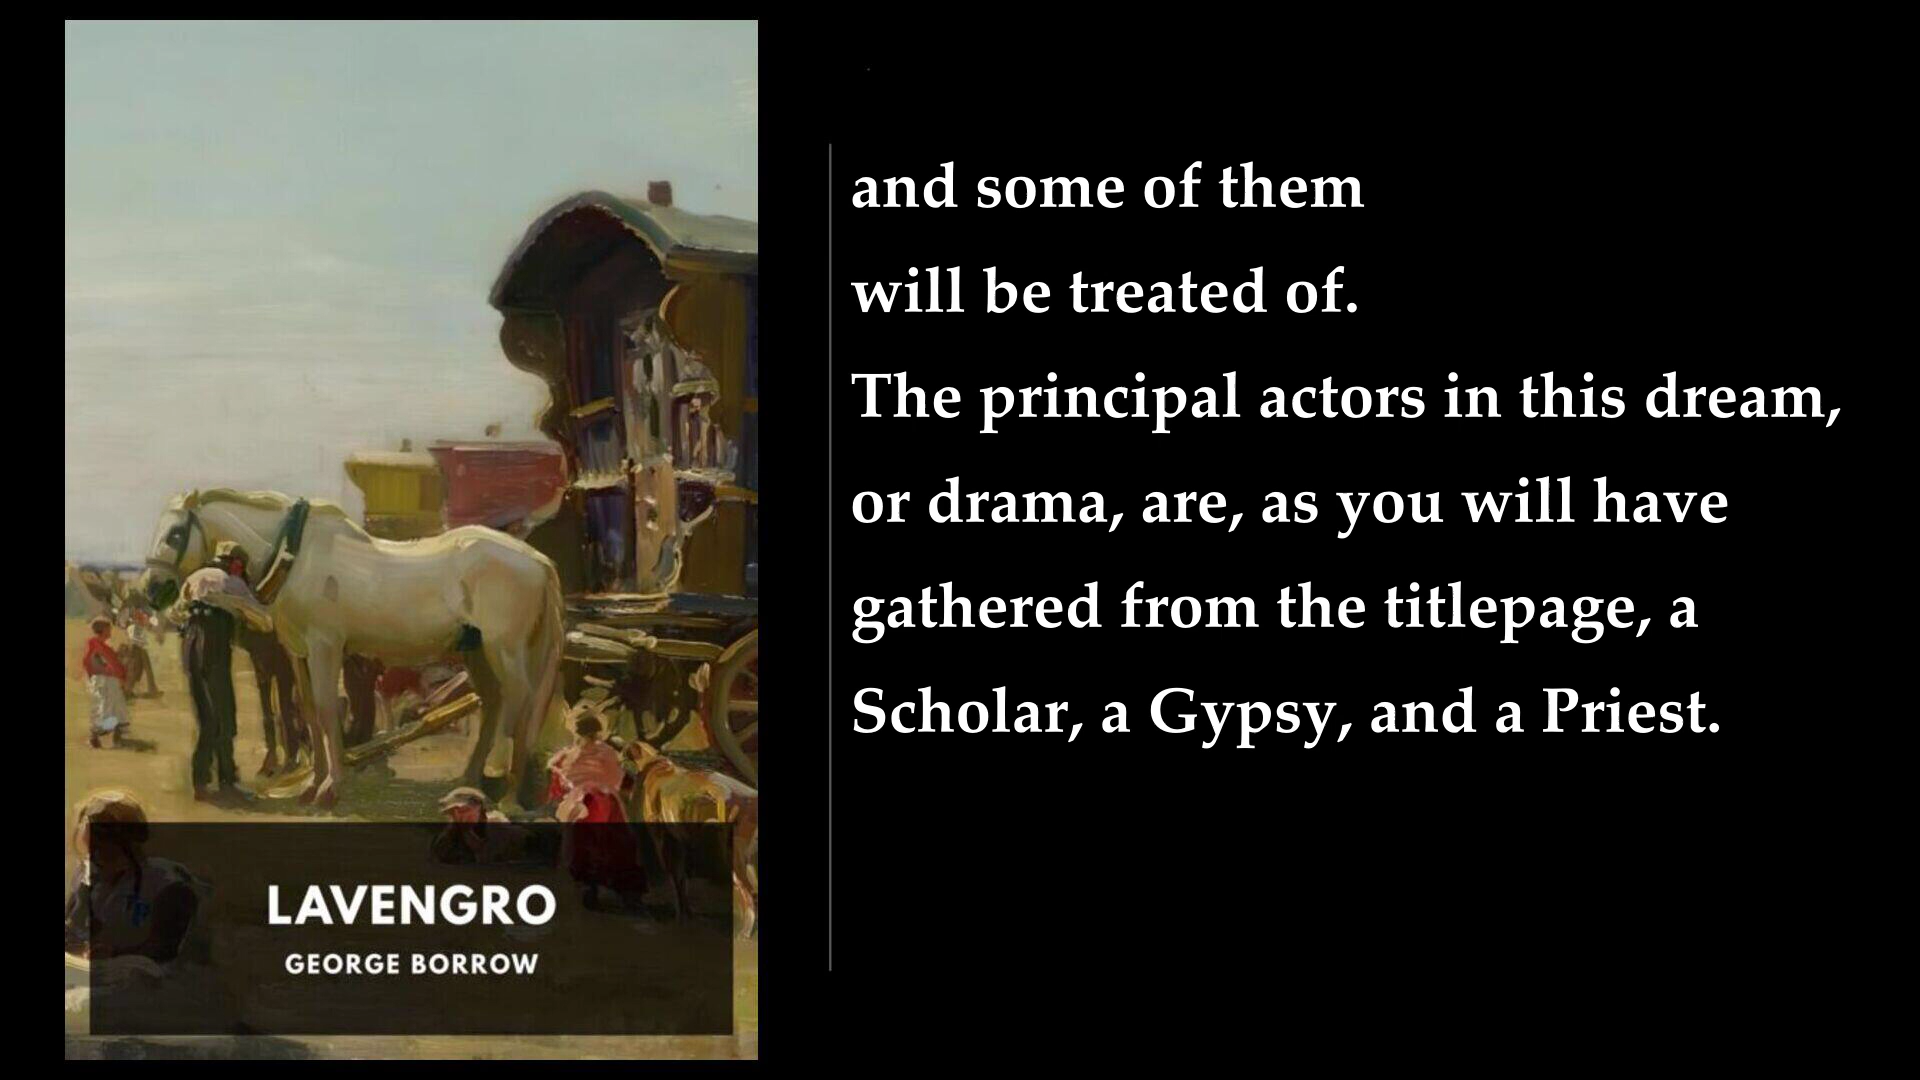 and some of them
will be treated of.
The principal actors in this dream,
or drama, are, as you will have
gathered from the titlepage, a
Scholar, a Gypsy, and a Priest.
LAVENGRO
GEORGE BORROW